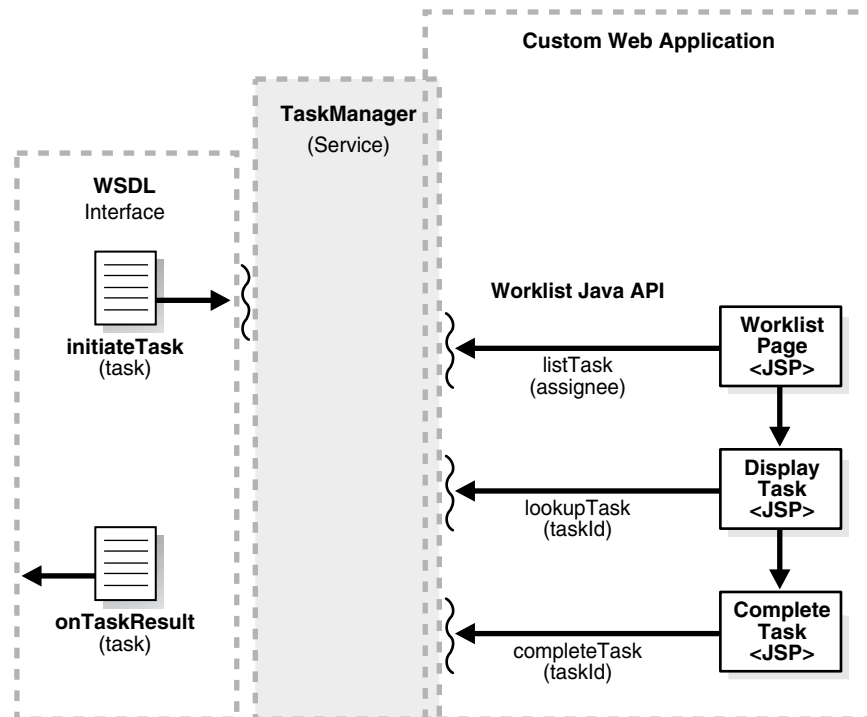 Custom Web Application
TaskManager
(Service)
WSDL
Interface
initiateTask
(task)
onTaskResult
(task)
Worklist Java API
listTask
(assignee)
Worklist
Page
<JSP>
lookupTask
(taskId)
Display
Task
<JSP>
completeTask
(taskId)
Complete
Task
<JSP>